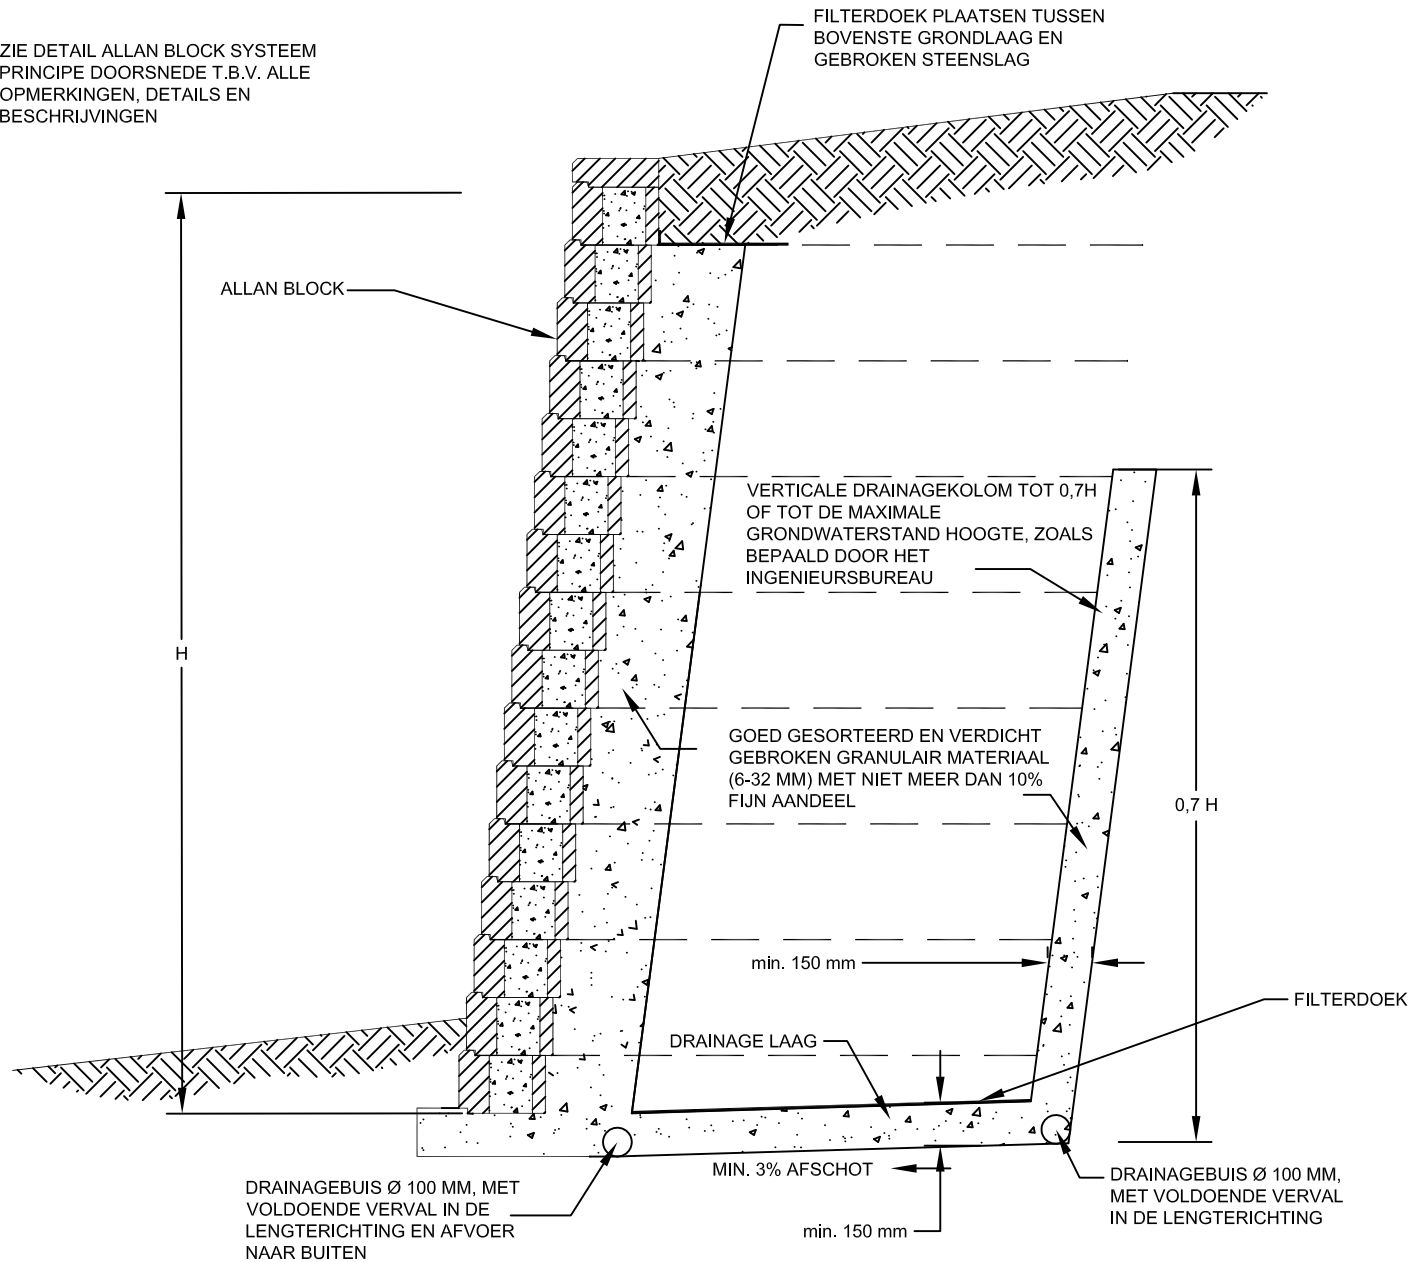 FILTERDOEK PLAATSEN TUSSEN
BOVENSTE GRONDLAAG EN
GEBROKEN STEENSLAG
ZIE DETAIL ALLAN BLOCK SYSTEEM
PRINCIPE DOORSNEDE T.B.V. ALLE
OPMERKINGEN, DETAILS EN
BESCHRIJVINGEN
ALLAN BLOCK
VERTICALE DRAINAGEKOLOM TOT 0,7H
OF TOT DE MAXIMALE
GRONDWATERSTAND HOOGTE, ZOALS
BEPAALD DOOR HET
INGENIEURSBUREAU
H
GOED GESORTEERD EN VERDICHT
GEBROKEN GRANULAIR MATERIAAL
(6-32 MM) MET NIET MEER DAN 10%
FIJN AANDEEL
0,7 H
min. 150 mm
FILTERDOEK
DRAINAGE LAAG
MIN. 3% AFSCHOT
DRAINAGEBUIS Ø 100 MM, MET
VOLDOENDE VERVAL IN DE
LENGTERICHTING EN AFVOER
NAAR BUITEN
min. 150 mm
DRAINAGEBUIS Ø 100 MM,
MET VOLDOENDE VERVAL
IN DE LENGTERICHTING